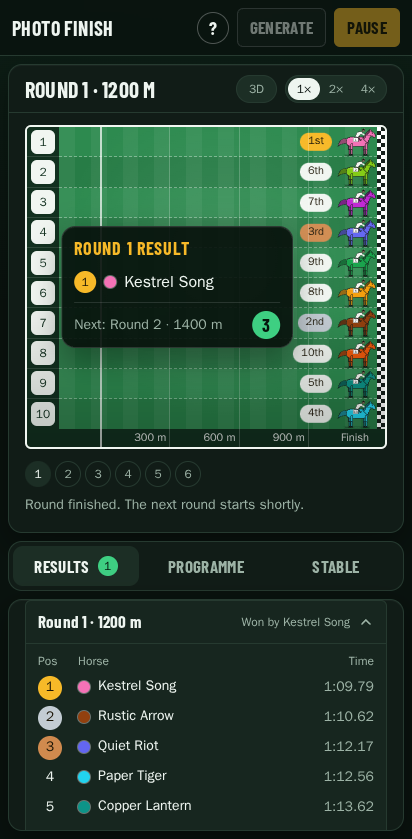 PHOTO FINISH ? GENERATE PAUSE
ROUND 1 · 1200 M 3D 1× 2× 4×
1 1st
2 6th
3 7th
4 3rd
5 9th
6 8th
7 2nd
8 10th
9 5th
10 4th
ROUND 1 RESULT
1 Kestrel Song
Next: Round 2 · 1400 m 3
300 m 600 m 900 m Finish
1 2 3 4 5 6
Round finished. The next round starts shortly.
RESULTS 1 PROGRAMME STABLE
Round 1 · 1200 m Won by Kestrel Song
Pos Horse Time
1 Kestrel Song 1:09.79
2 Rustic Arrow 1:10.62
3 Quiet Riot 1:12.17
4 Paper Tiger 1:12.56
5 Copper Lantern 1:13.62